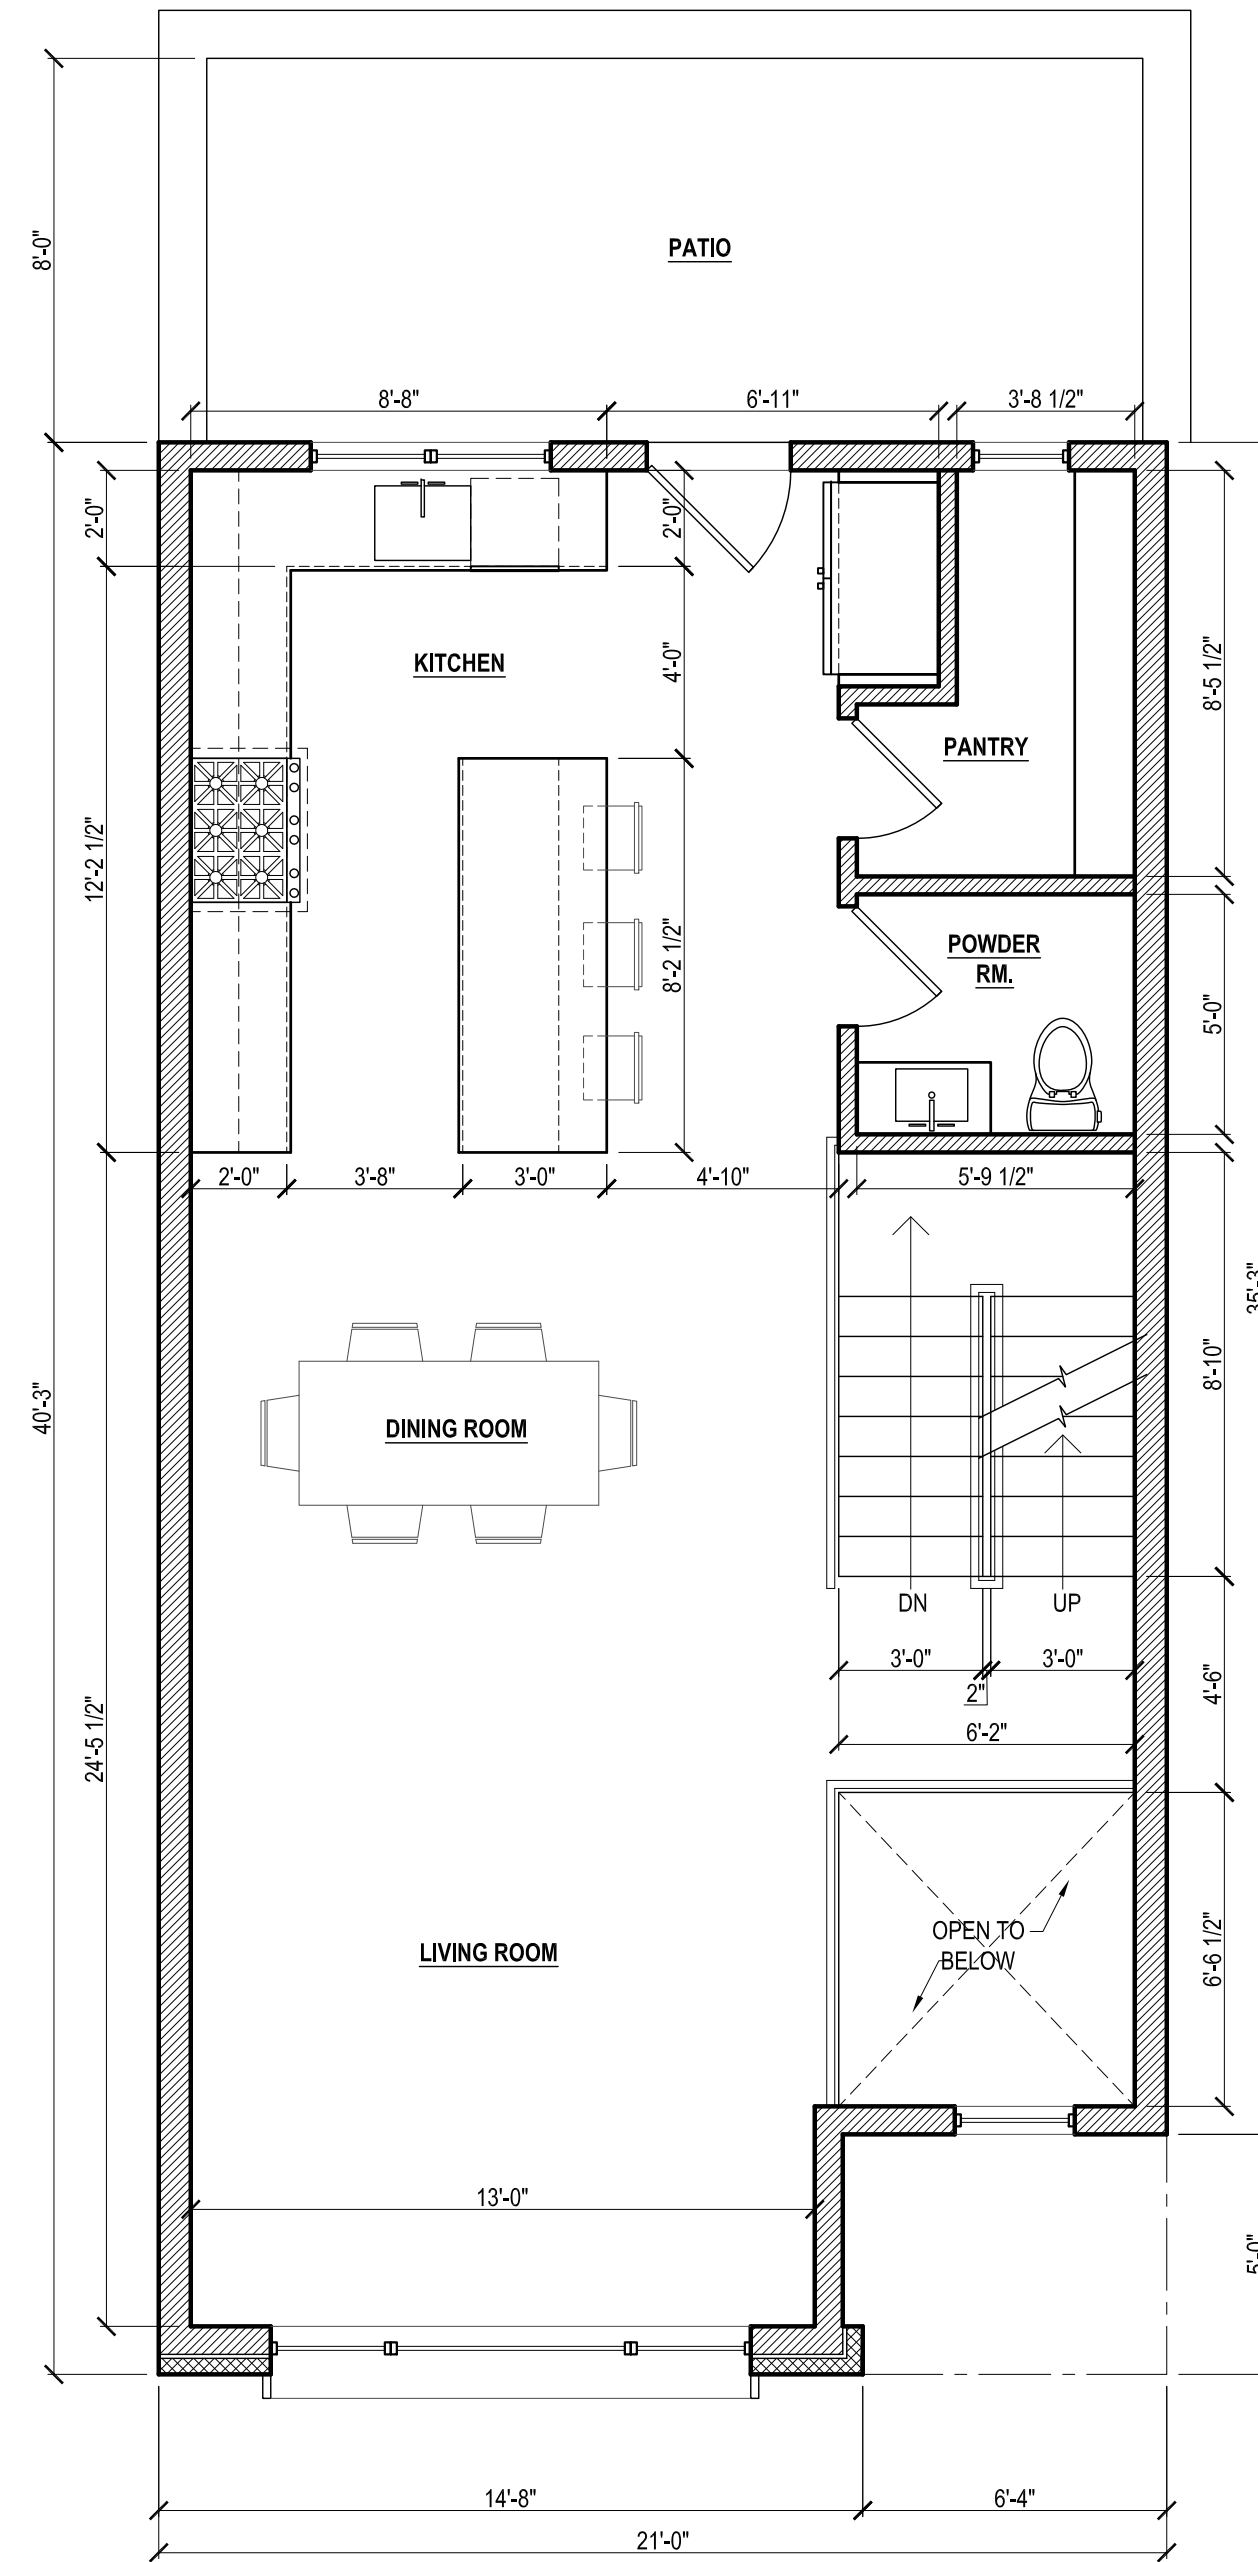 8'-0"
PATIO
8'-8"
6'-11"
3'-8 1/2"
2'-0"
2'-0"
KITCHEN
4'-0"
8'-5 1/2"
PANTRY
12'-2 1/2"
8'-2 1/2"
POWDER
RM.
5'-0"
2'-0"
3'-8"
3'-0"
4'-10"
5'-9 1/2"
35'-3"
8'-10"
40'-3"
DINING ROOM
DN
UP
3'-0"
3'-0"
2"
4'-6"
6'-2"
24'-5 1/2"
OPEN TO
BELOW
6'-6 1/2"
LIVING ROOM
13'-0"
5'-0"
14'-8"
6'-4"
21'-0"